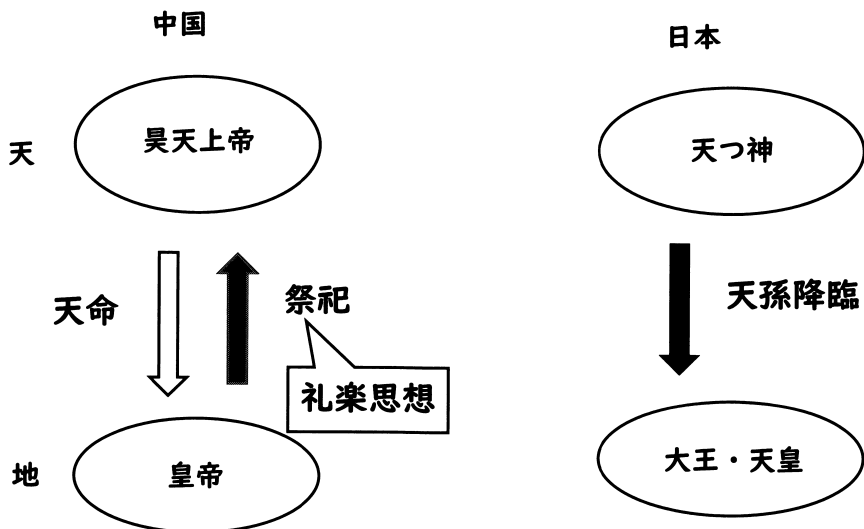 中国
日本
天
昊天上帝
天つ神
天命
祭祀
天孫降臨
礼楽思想
地
皇帝
大王・天皇